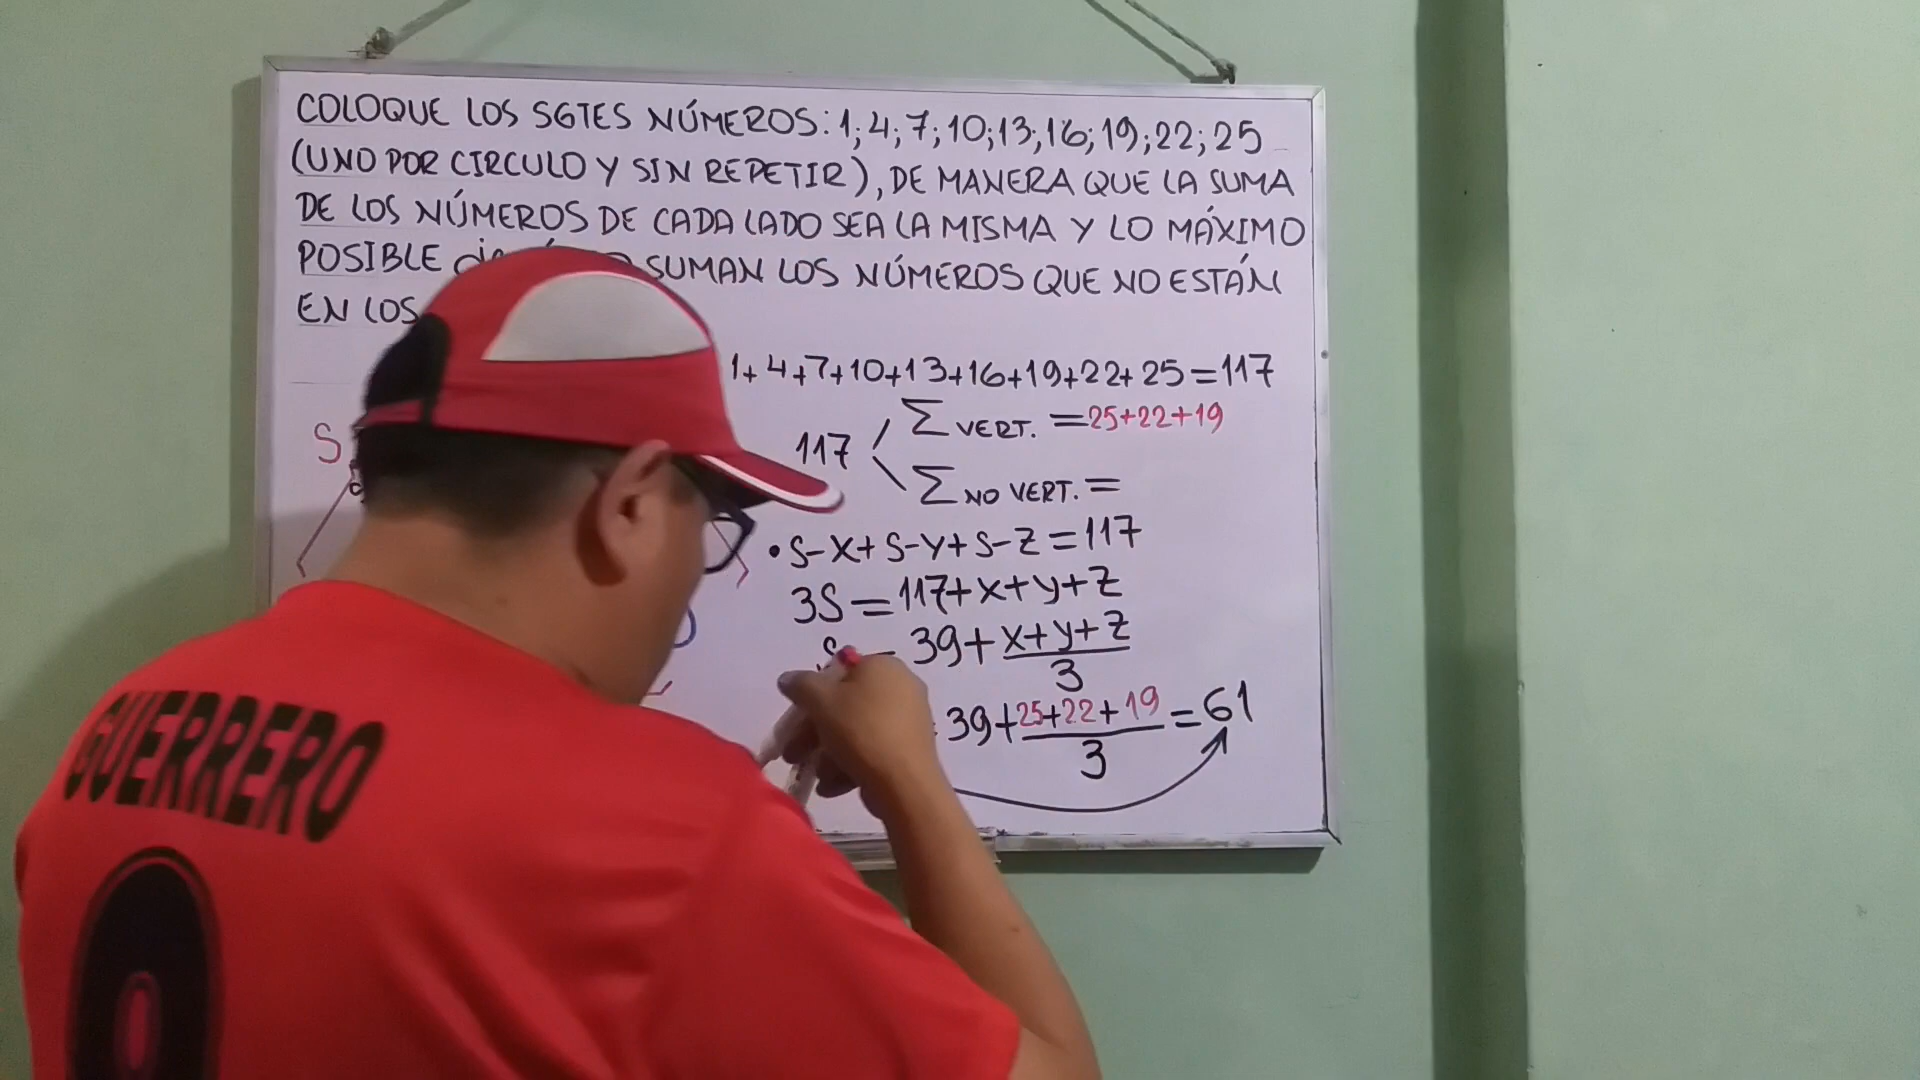 COLOQUE LOS SGTES NÚMEROS: 1; 4; 7; 10; 13; 16; 19; 22; 25
(UNO POR CIRCULO Y SIN REPETIR), DE MANERA QUE LA SUMA
DE LOS NÚMEROS DE CADA LADO SEA LA MISMA Y LO MÁXIMO
POSIBLE SUMAN LOS NÚMEROS QUE NO ESTÁN
EN LOS
1+4+7+10+13+16+19+22+25=117
S
117
Σ VERT. =25+22+19
Σ NO VERT. =
•S-X+S-Y+S-Z=117
3S=117+X+Y+Z
39+X+Y+Z
3
39+25+22+19=61
3
GUERRERO